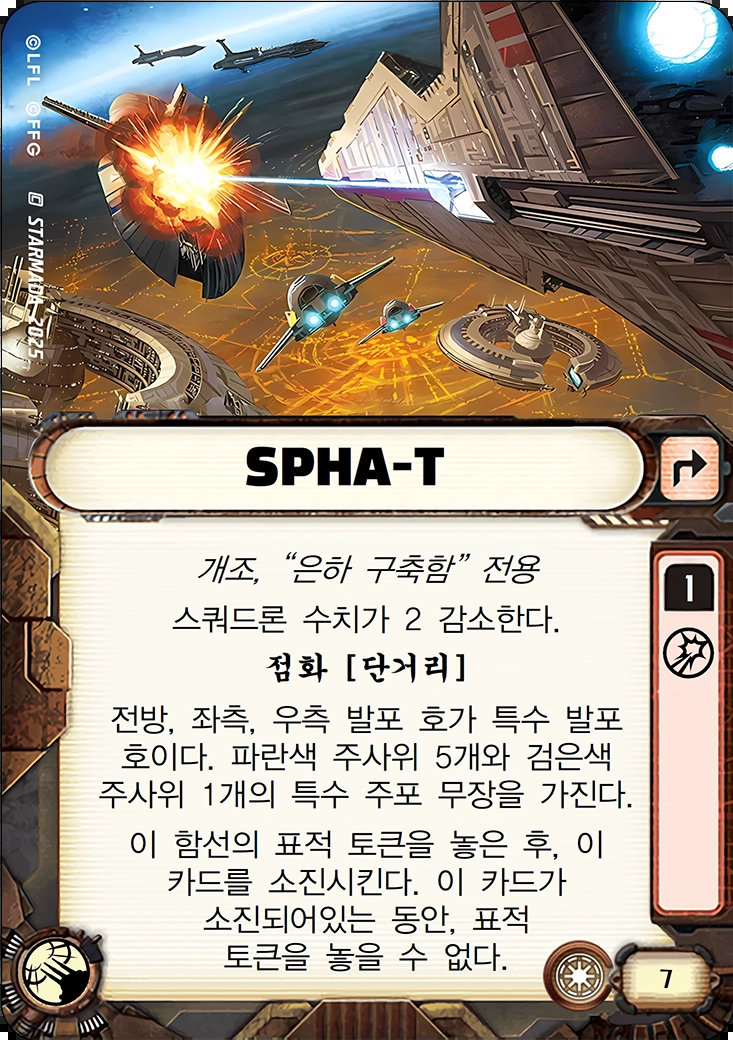 ©LFL ©FFG
STARMADA 2025
SPHA-T
개조, “은하 구축함” 전용
스쿼드론 수치가 2 감소한다.
점화 [단거리]
전방, 좌측, 우측 발포 호가 특수 발포
호이다. 파란색 주사위 5개와 검은색
주사위 1개의 특수 주포 무장을 가진다.
이 함선의 표적 토큰을 놓은 후, 이
카드를 소진시킨다. 이 카드가
소진되어있는 동안, 표적
토큰을 놓을 수 없다.
1
7